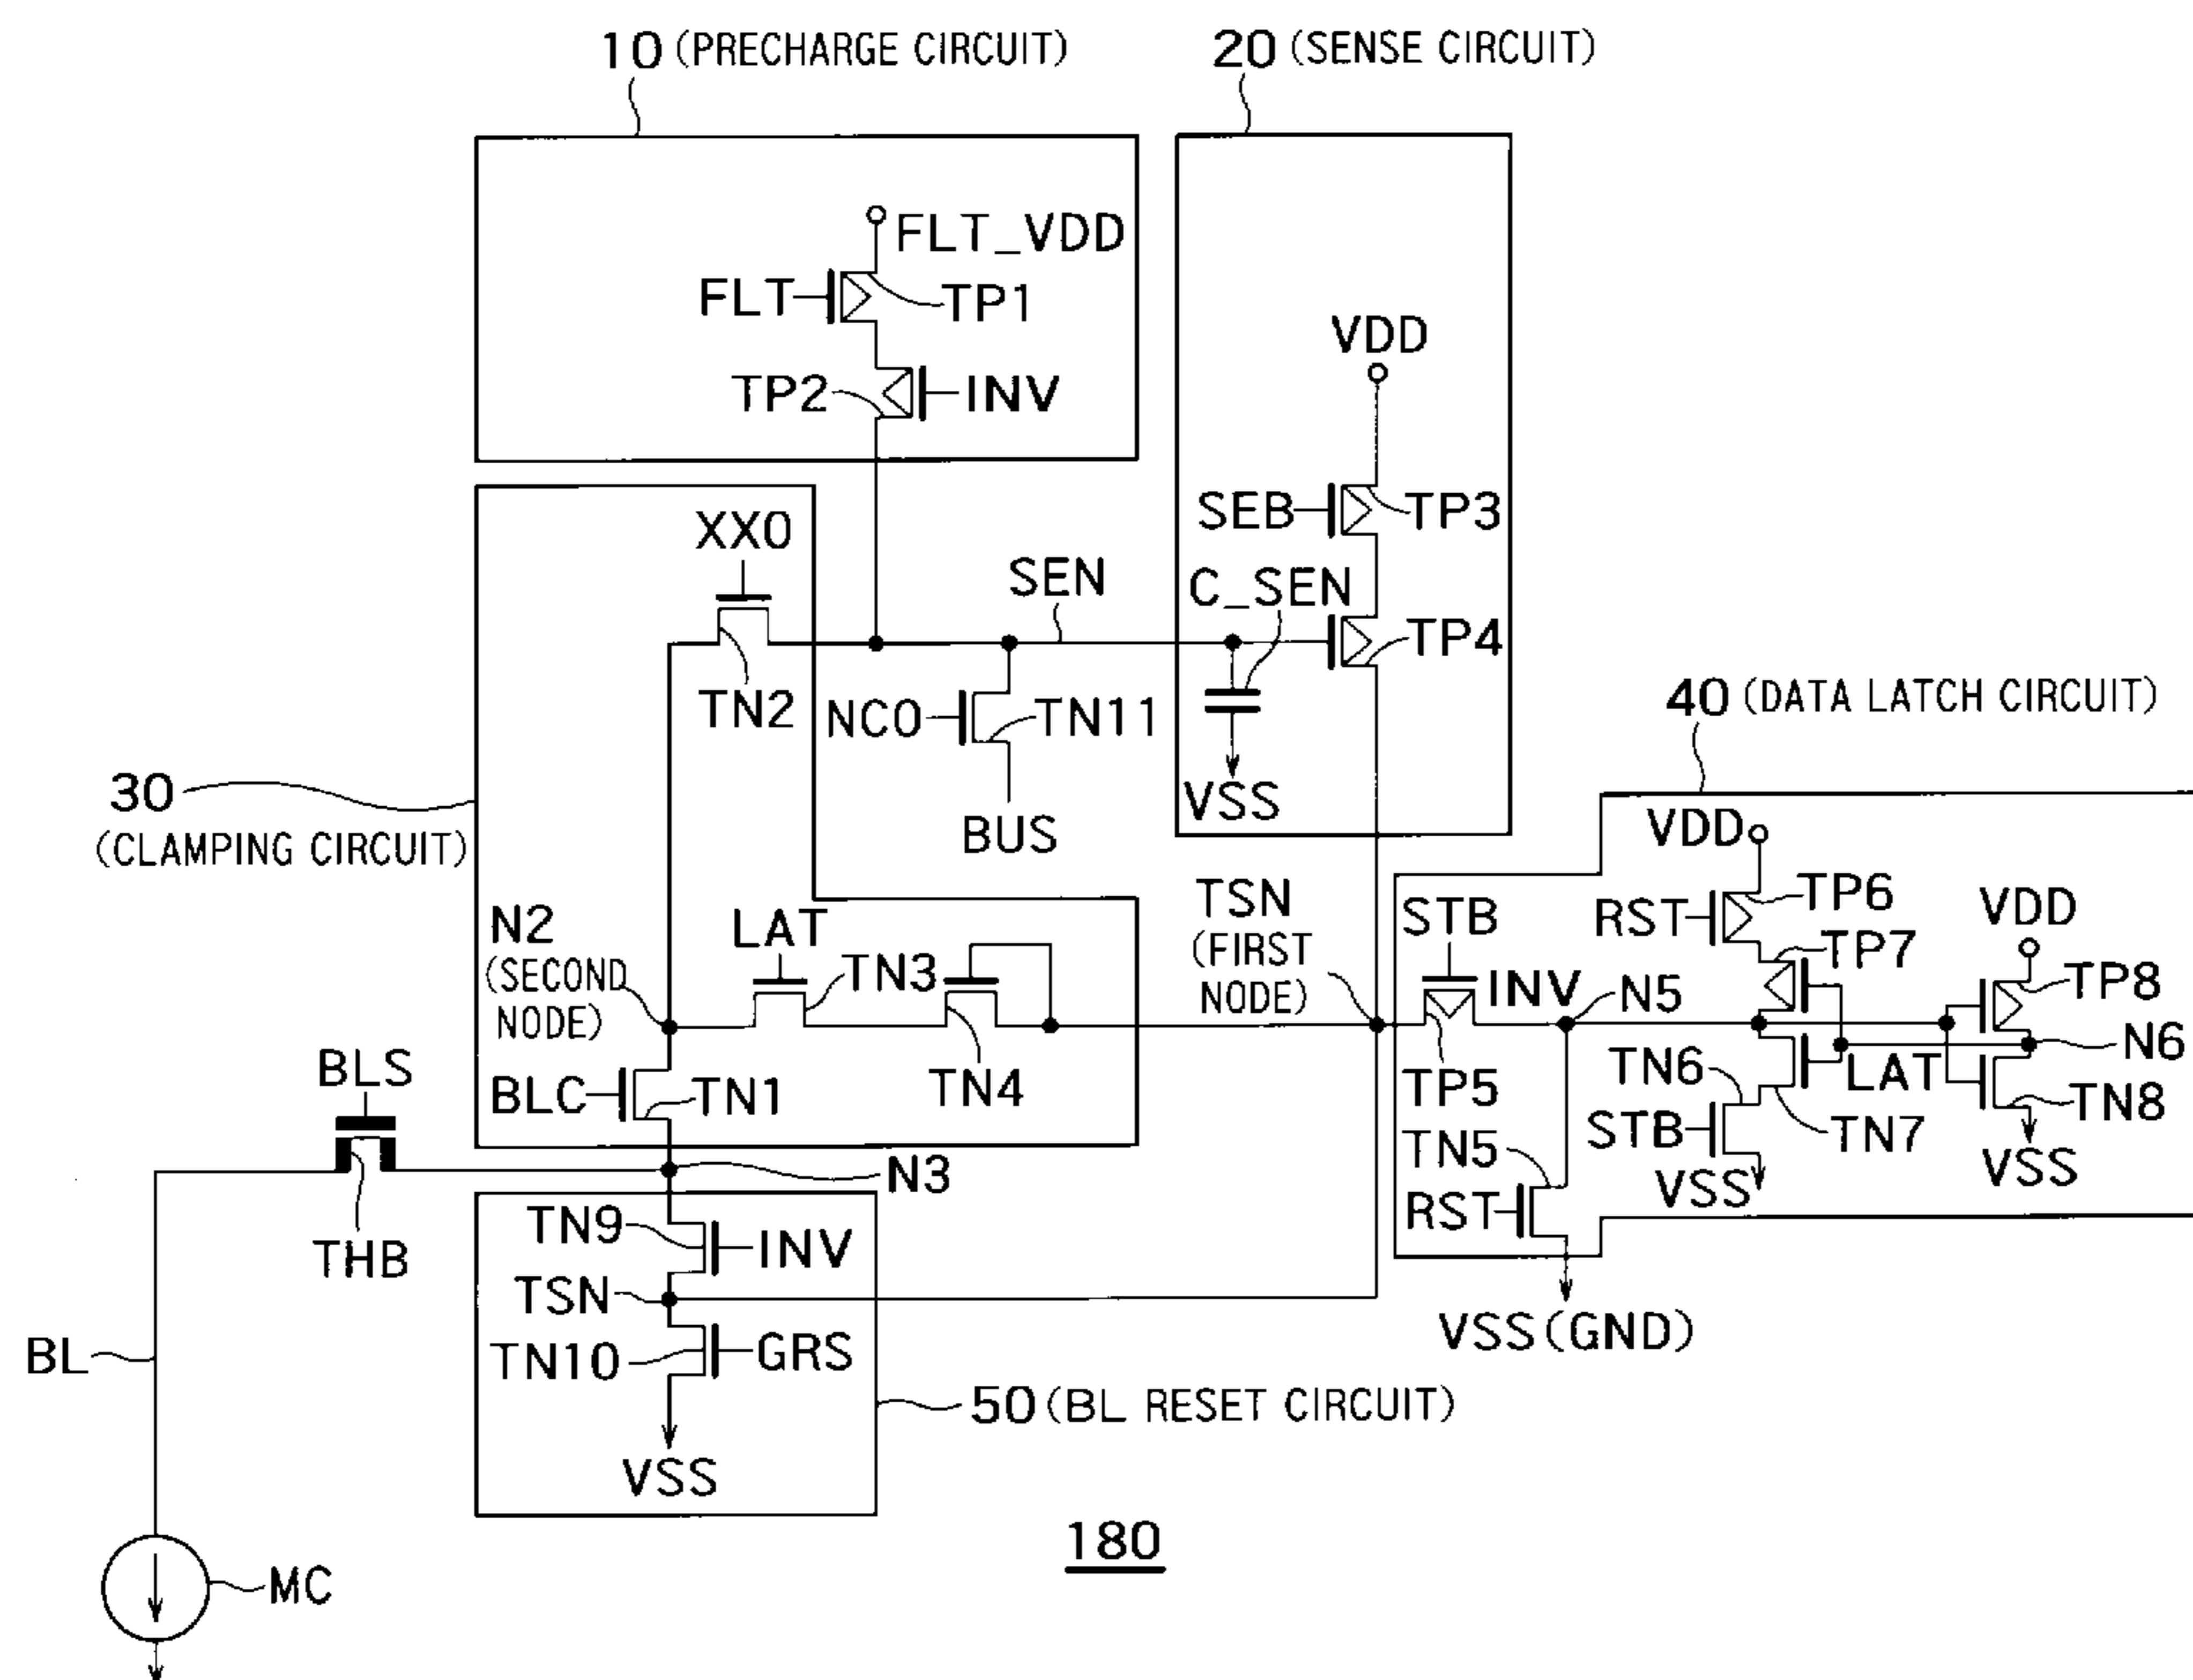 10 (PRECHARGE CIRCUIT)
20 (SENSE CIRCUIT)
FLT_VDD
FLT
TP1
TP2
INV
VDD
SEB
TP3
XX0
SEN
C_SEN
TP4
TN2
NCO
TN11
VSS
BUS
40 (DATA LATCH CIRCUIT)
30
(CLAMPING CIRCUIT)
VDD
TP6
RST
TP7
VDD
TP8
N2
(SECOND
NODE)
LAT
TN3
TN4
TSN
(FIRST
NODE)
STB
INV
N5
TP5
TN6
LAT
N6
TN8
TN7
STB
VSS
VSS
BLS
BLC
TN1
TN5
RST
VSS(GND)
N3
THB
TN9
INV
TSN
TN10
GRS
VSS
BL
50 (BL RESET CIRCUIT)
180
MC